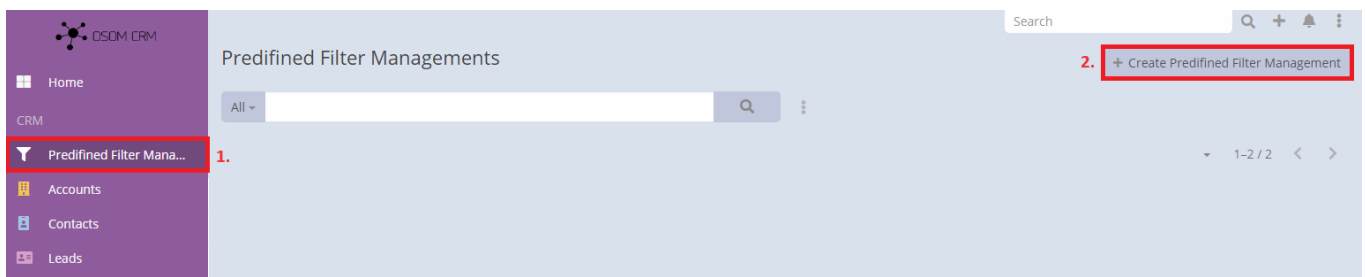 OSOM CRM
Search
Predifined Filter Managements
2.
+ Create Predifined Filter Management
Home
All
CRM
Predifined Filter Mana...
1.
1–2 / 2
Accounts
Contacts
Leads